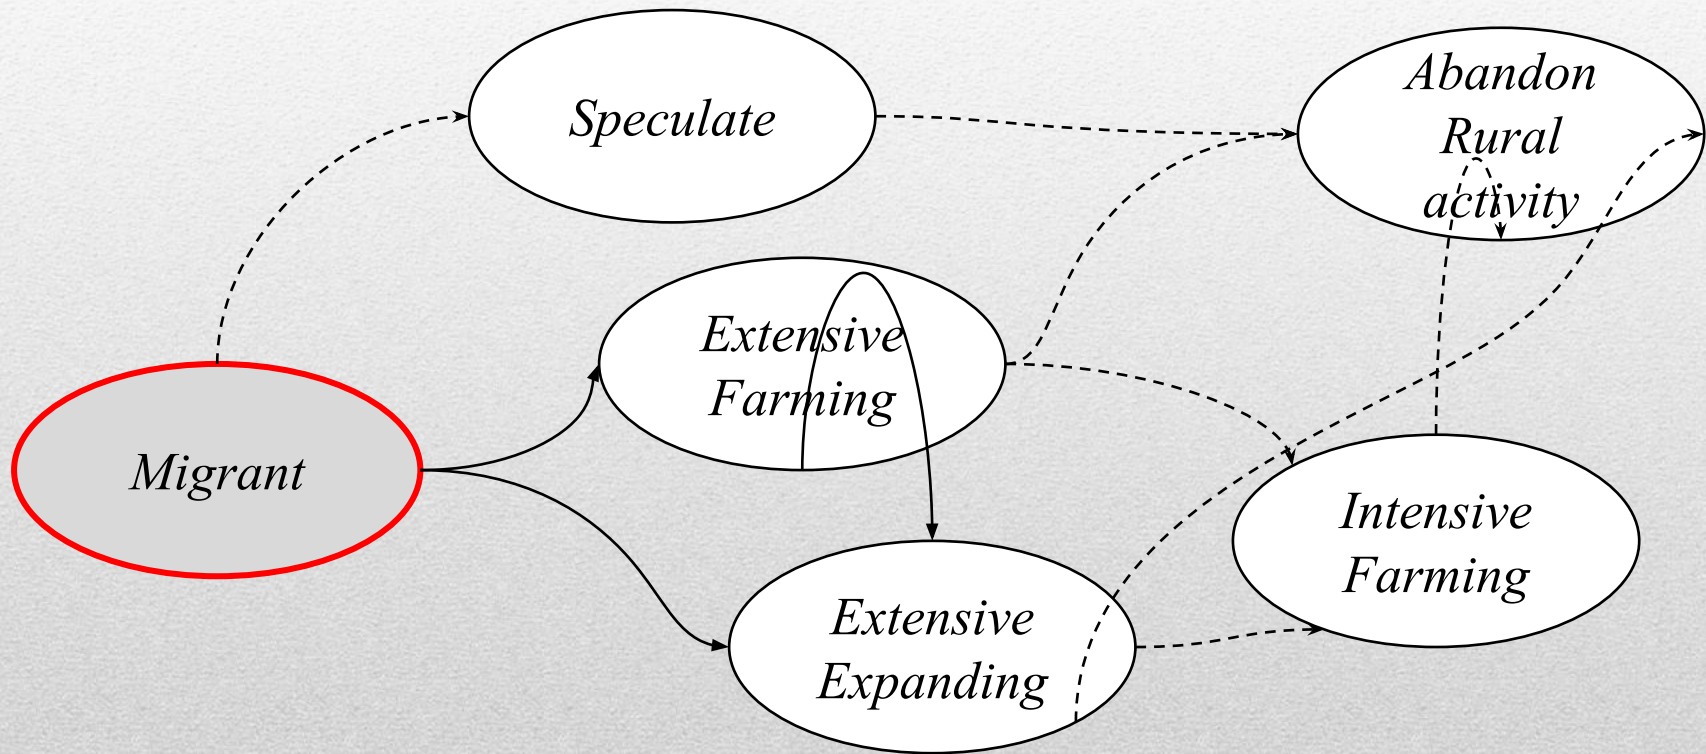 Speculate
Abandon
Rural
activity
Extensive
Farming
Migrant
Intensive
Farming
Extensive
Expanding